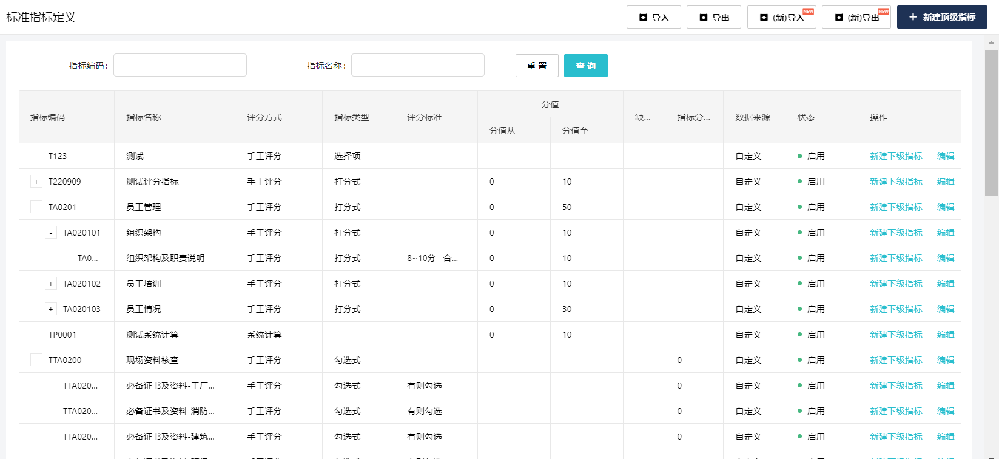 标准指标定义
导入 导出 (新)导入 NEW (新)导出 NEW + 新建顶级指标
指标编码: 指标名称: 重 置 查 询
指标编码 指标名称 评分方式 指标类型 评分标准 分值 缺... 指标分... 数据来源 状态 操作
分值从 分值至
T123 测试 手工评分 选择项 自定义 启用 新建下级指标 编辑
+ T220909 测试评分指标 手工评分 打分式 0 10 自定义 启用 新建下级指标 编辑
- TA0201 员工管理 手工评分 打分式 0 50 自定义 启用 新建下级指标 编辑
- TA020101 组织架构 手工评分 打分式 0 10 自定义 启用 新建下级指标 编辑
TA0... 组织架构及职责说明 手工评分 打分式 8~10分--合... 0 10 自定义 启用 新建下级指标 编辑
+ TA020102 员工培训 手工评分 打分式 0 10 自定义 启用 新建下级指标 编辑
+ TA020103 员工情况 手工评分 打分式 0 30 自定义 启用 新建下级指标 编辑
TP0001 测试系统计算 系统计算 0 10 自定义 启用 新建下级指标 编辑
- TTA0200 现场资料核查 手工评分 勾选式 0 自定义 启用 新建下级指标 编辑
TTA020... 必备证书及资料-工厂... 手工评分 勾选式 有则勾选 0 自定义 启用 新建下级指标 编辑
TTA020... 必备证书及资料-消防... 手工评分 勾选式 有则勾选 0 自定义 启用 新建下级指标 编辑
TTA020... 必备证书及资料-建筑... 手工评分 勾选式 有则勾选 0 自定义 启用 新建下级指标 编辑